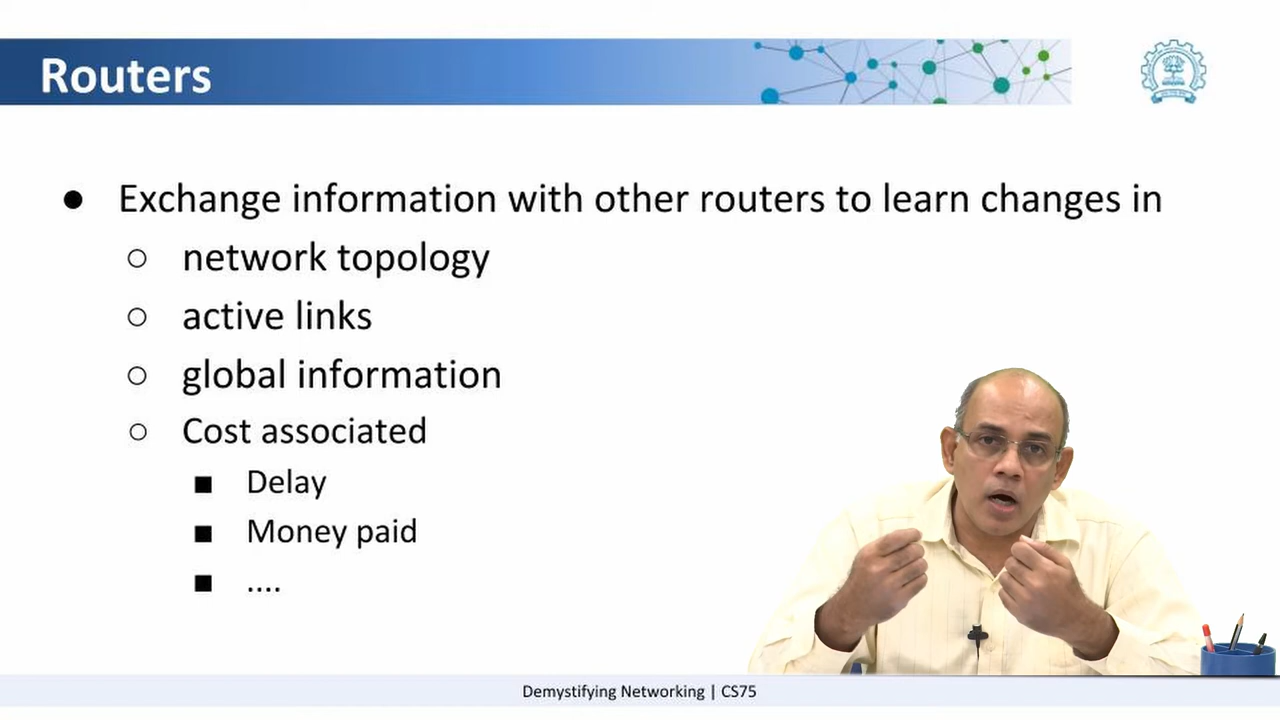 Routers
● Exchange information with other routers to learn changes in
○ network topology
○ active links
○ global information
○ Cost associated
■ Delay
■ Money paid
■ ....
Demystifying Networking | CS75